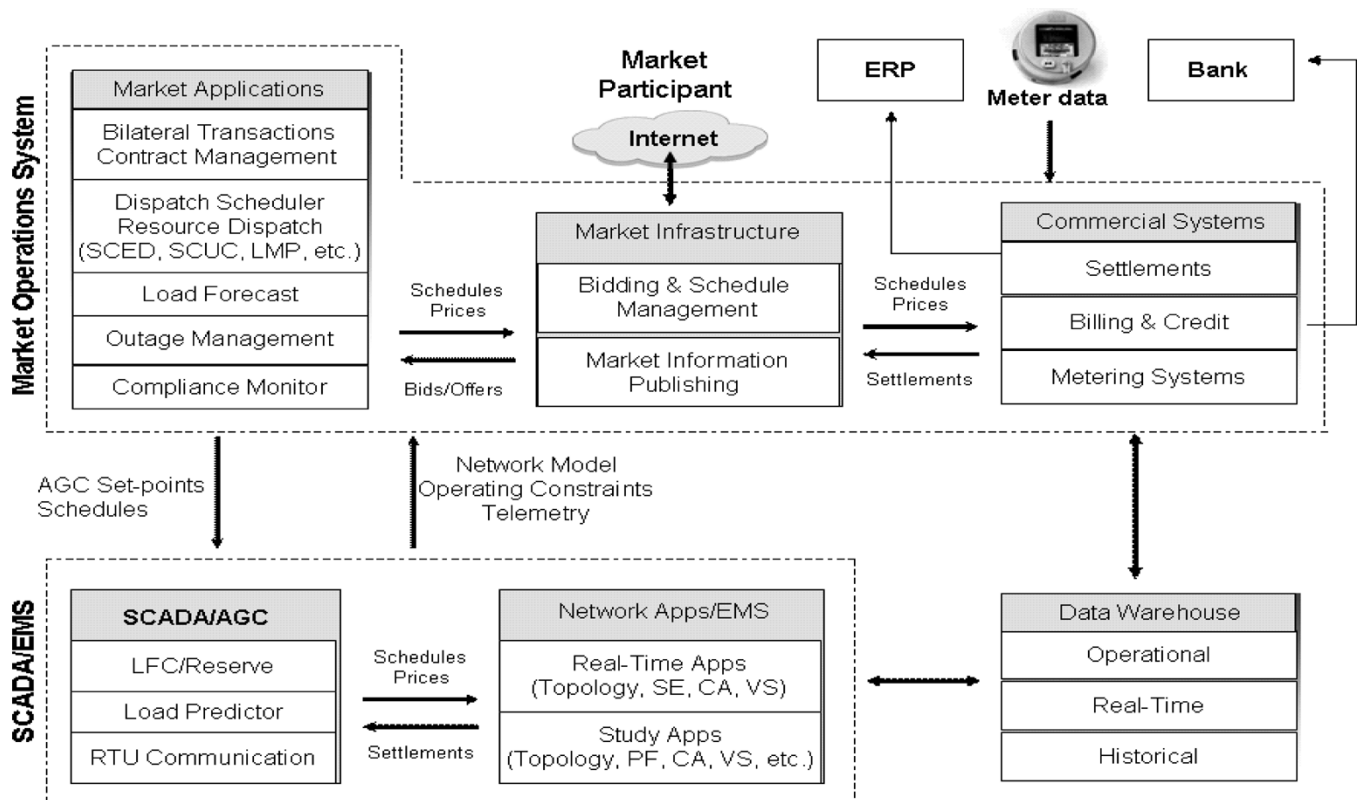 Market Operations System
Market Applications
Bilateral Transactions
Contract Management
Dispatch Scheduler
Resource Dispatch
(SCED, SCUC, LMP, etc.)
Load Forecast
Outage Management
Compliance Monitor
Schedules
Prices
Bids/Offers
Market
Participant
Internet
Market Infrastructure
Bidding & Schedule
Management
Market Information
Publishing
Schedules
Prices
Settlements
ERP
Meter data
Bank
Commercial Systems
Settlements
Billing & Credit
Metering Systems
AGC Set-points
Schedules
Network Model
Operating Constraints
Telemetry
SCADA/EMS
SCADA/AGC
LFC/Reserve
Load Predictor
RTU Communication
Schedules
Prices
Settlements
Network Apps/EMS
Real-Time Apps
(Topology, SE, CA, VS)
Study Apps
(Topology, PF, CA, VS, etc.)
Data Warehouse
Operational
Real-Time
Historical